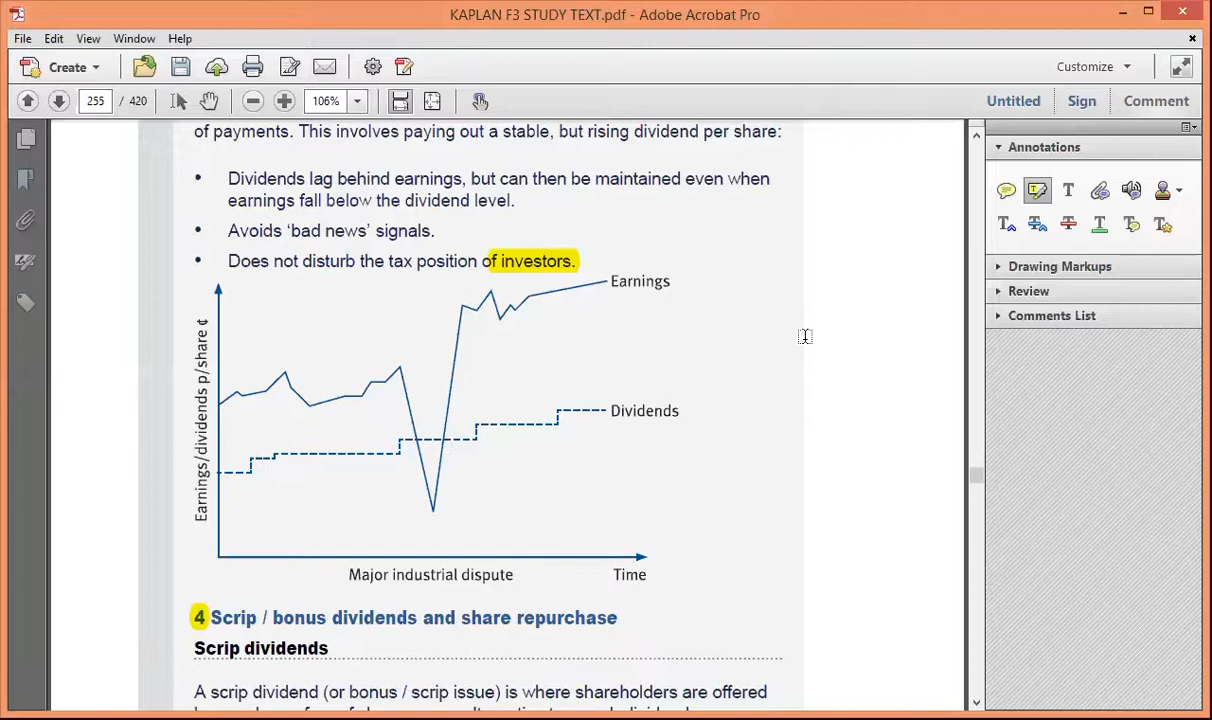 KAPLAN F3 STUDY TEXT.pdf - Adobe Acrobat Pro
File Edit View Window Help
Create Customize
255 / 420 106% Untitled Sign Comment
of payments. This involves paying out a stable, but rising dividend per share:
• Dividends lag behind earnings, but can then be maintained even when
earnings fall below the dividend level.
• Avoids ‘bad news’ signals.
• Does not disturb the tax position of investors.
Earnings
Dividends
Earnings/dividends p/share ¢
Major industrial dispute Time
4 Scrip / bonus dividends and share repurchase
Scrip dividends
A scrip dividend (or bonus / scrip issue) is where shareholders are offered
Annotations
Drawing Markups
Review
Comments List